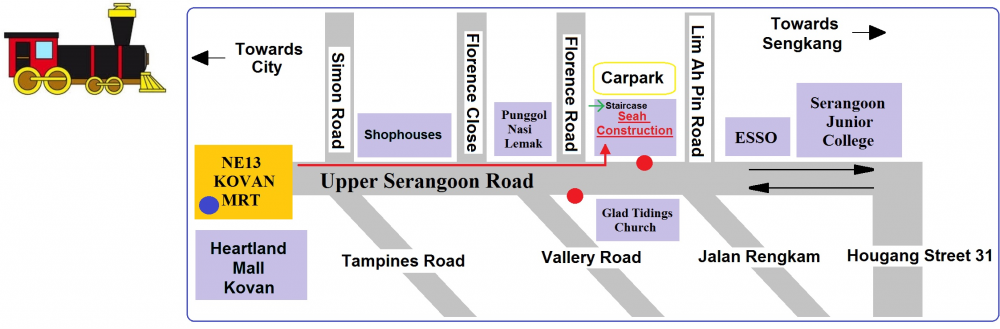 Towards
City
Simon Road
Florence Close
Florence Road
Lim Ah Pin Road
Towards
Sengkang
Carpark
Staircase
Seah
Construction
Shophouses
Punggol
Nasi
Lemak
ESSO
Serangoon
Junior
College
NE13
KOVAN
MRT
Upper Serangoon Road
Heartland
Mall
Kovan
Glad Tidings
Church
Tampines Road
Vallery Road
Jalan Rengkam
Hougang Street 31